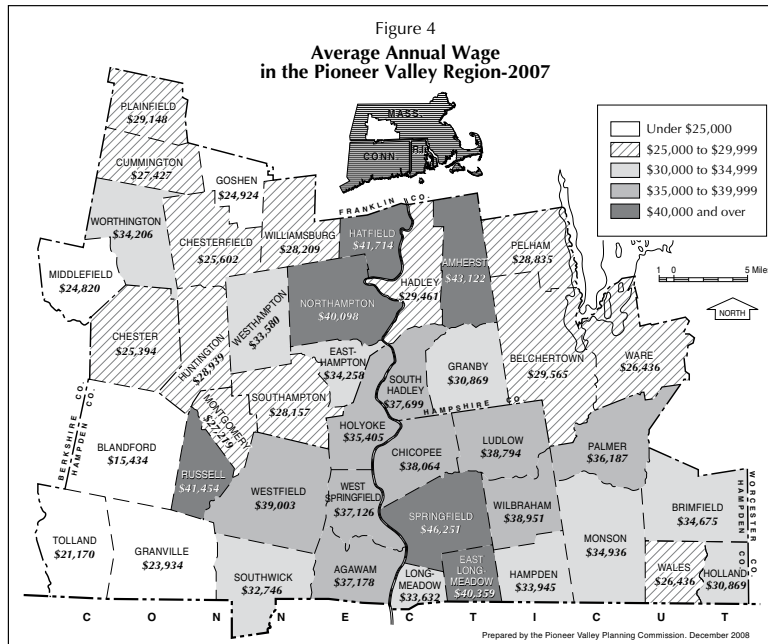 Figure 4
Average Annual Wage
in the Pioneer Valley Region-2007
MASS.
CONN.
R.I.
Under $25,000
$25,000 to $29,999
$30,000 to $34,999
$35,000 to $39,999
$40,000 and over
1 0 5 Miles
NORTH
PLAINFIELD
$29,148
CUMMINGTON
$27,427
GOSHEN
$24,924
WORTHINGTON
$34,206
CHESTERFIELD
$25,602
WILLIAMSBURG
$28,209
FRANKLIN CO.
HATFIELD
$41,714
HADLEY
$29,461
AMHERST
$43,122
PELHAM
$28,835
MIDDLEFIELD
$24,820
CHESTER
$25,394
HUNTINGTON
$28,939
WESTHAMPTON
$33,580
NORTHAMPTON
$40,098
EAST-
HAMPTON
$34,258
SOUTH
HADLEY
$37,699
GRANBY
$30,869
BELCHERTOWN
$29,565
WARE
$26,436
HAMPSHIRE CO.
BERKSHIRE CO.
HAMPDEN CO.
BLANDFORD
$15,434
MONTGOMERY
$27,219
SOUTHAMPTON
$28,157
HOLYOKE
$35,405
CHICOPEE
$38,064
LUDLOW
$38,794
PALMER
$36,187
RUSSELL
$41,454
WESTFIELD
$39,003
WEST
SPRINGFIELD
$37,126
SPRINGFIELD
$46,251
WILBRAHAM
$38,951
MONSON
$34,936
BRIMFIELD
$34,675
WORCESTER CO.
HAMPDEN CO.
TOLLAND
$21,170
GRANVILLE
$23,934
SOUTHWICK
$32,746
AGAWAM
$37,178
LONG-
MEADOW
$33,632
EAST
LONG-
MEADOW
$40,359
HAMPDEN
$33,945
WALES
$26,436
HOLLAND
$30,869
C O N N E C T I C U T
Prepared by the Pioneer Valley Planning Commission. December 2008